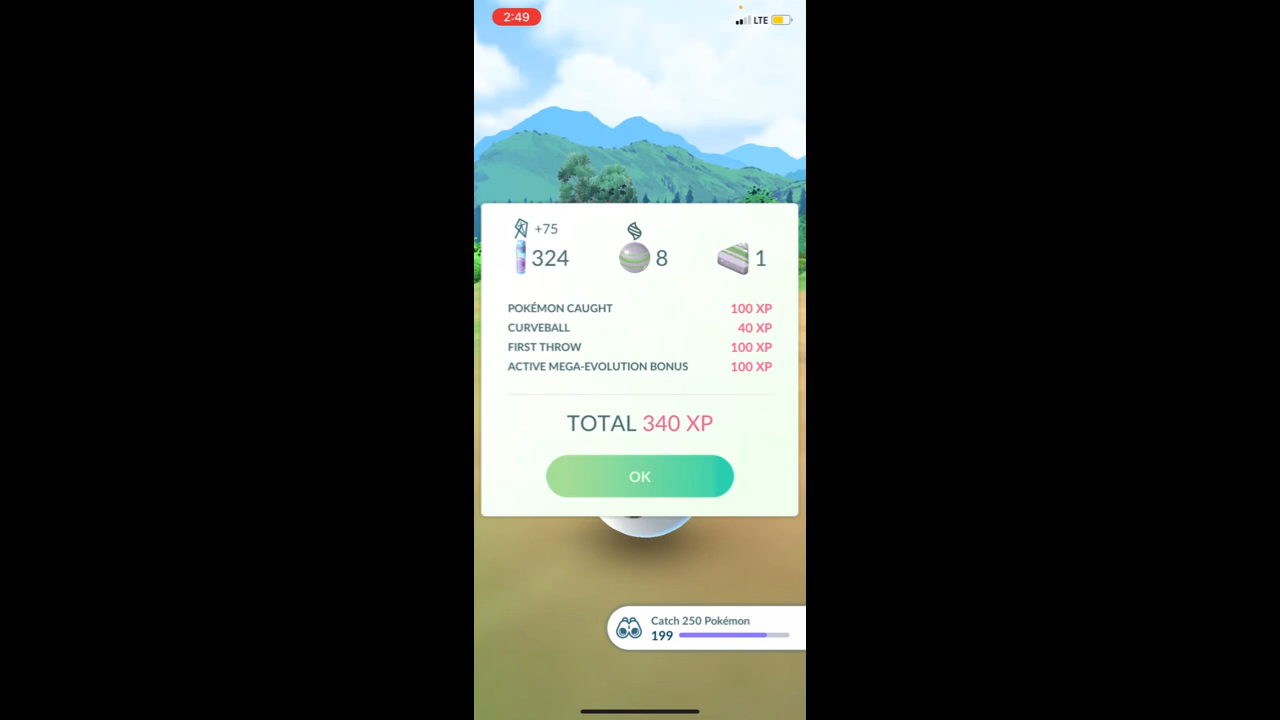 2:49
LTE
+75
324
8
1
POKÉMON CAUGHT 100 XP
CURVEBALL 40 XP
FIRST THROW 100 XP
ACTIVE MEGA-EVOLUTION BONUS 100 XP
TOTAL 340 XP
OK
Catch 250 Pokémon
199